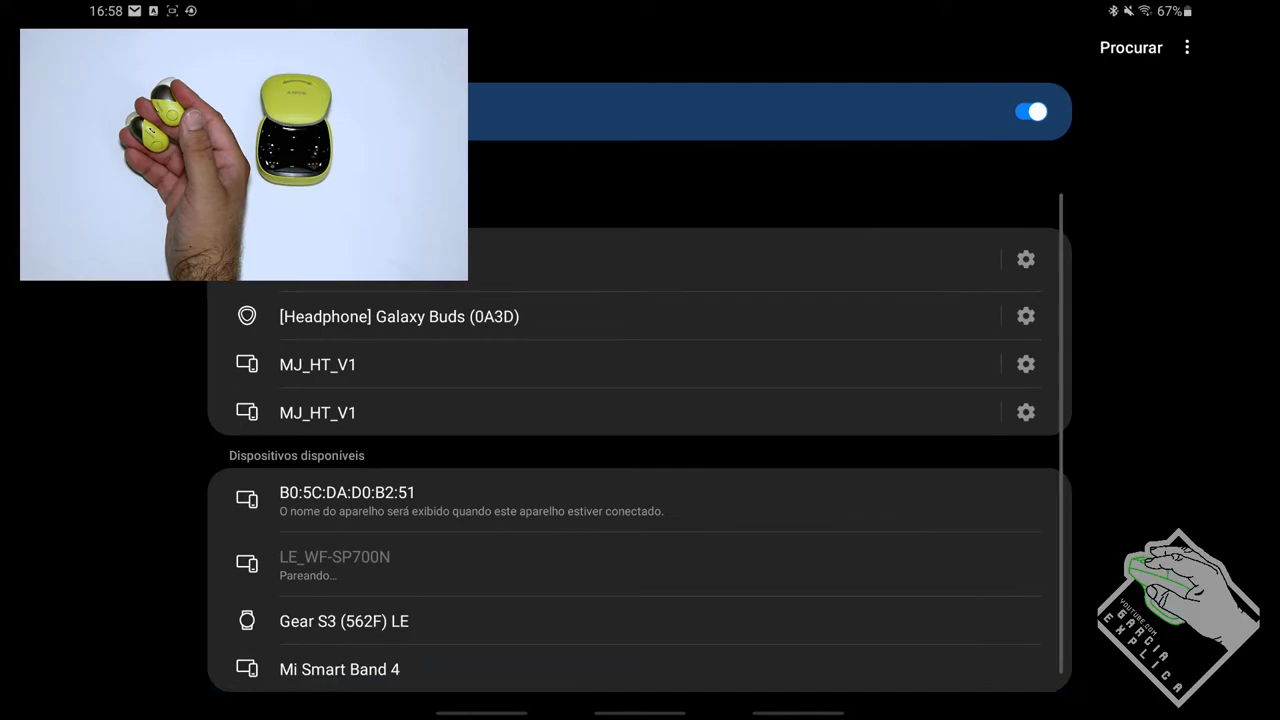 16:58
67%
Procurar
[Headphone] Galaxy Buds (0A3D)
MJ_HT_V1
MJ_HT_V1
Dispositivos disponíveis
B0:5C:DA:D0:B2:51
O nome do aparelho será exibido quando este aparelho estiver conectado.
LE_WF-SP700N
Pareando...
Gear S3 (562F) LE
Mi Smart Band 4
YOUTUBE.COM
GARCIA
EXPLICA